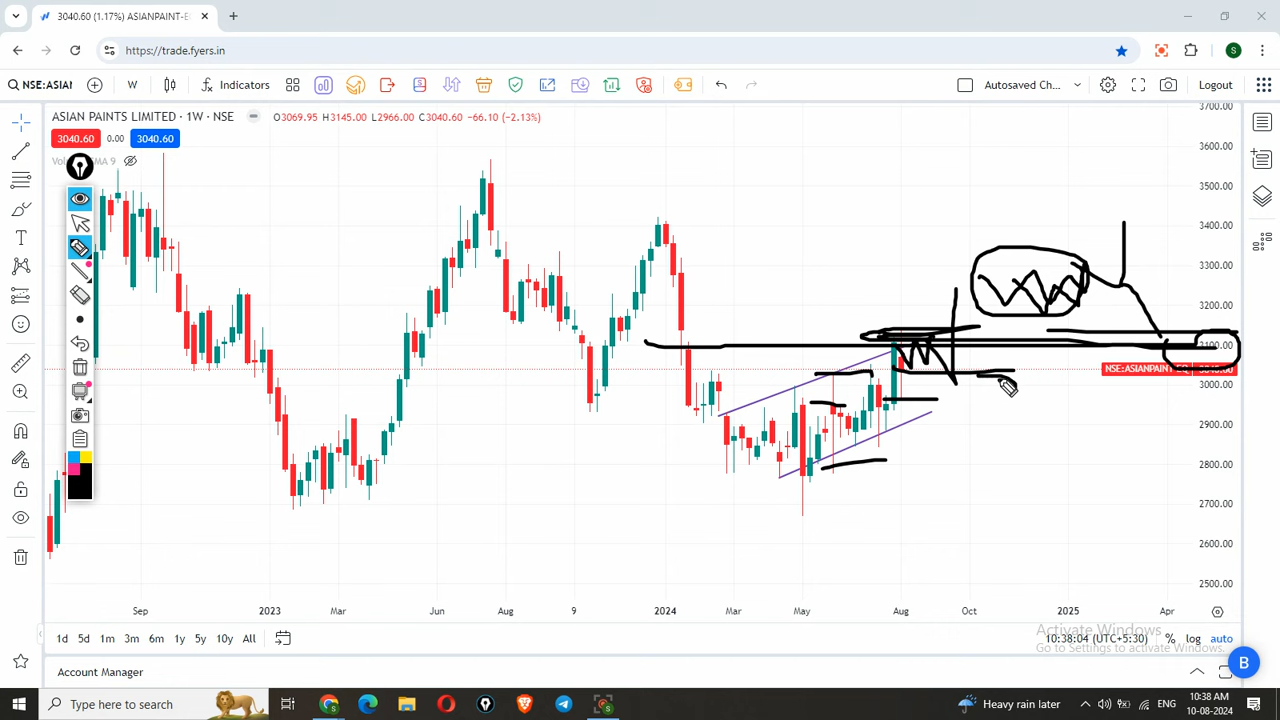 3040.60 (1.17%) ASIANPAINT-E
https://trade.fyers.in
NSE:ASIAI
W
Indicators
Autosaved Ch...
Logout
ASIAN PAINTS LIMITED · 1W · NSE
O3069.95 H3145.00 L2966.00 C3040.60 −66.10 (−2.13%)
3040.60 0.00 3040.60
3700.00
3600.00
3500.00
3400.00
3300.00
3200.00
3100.00
NSE:ASIANPAINT-EQ 3040.60
3000.00
2900.00
2800.00
2700.00
2600.00
2500.00
Sep 2023 Mar Jun Aug 9 2024 Mar May Aug Oct 2025 Apr
1d 5d 1m 3m 6m 1y 5y 10y All
10:38:04 (UTC+5:30) % log auto
Activate Windows
Go to Settings to activate Windows.
Account Manager
B
S
Type here to search
Heavy rain later
ENG
10:38 AM
10-08-2024